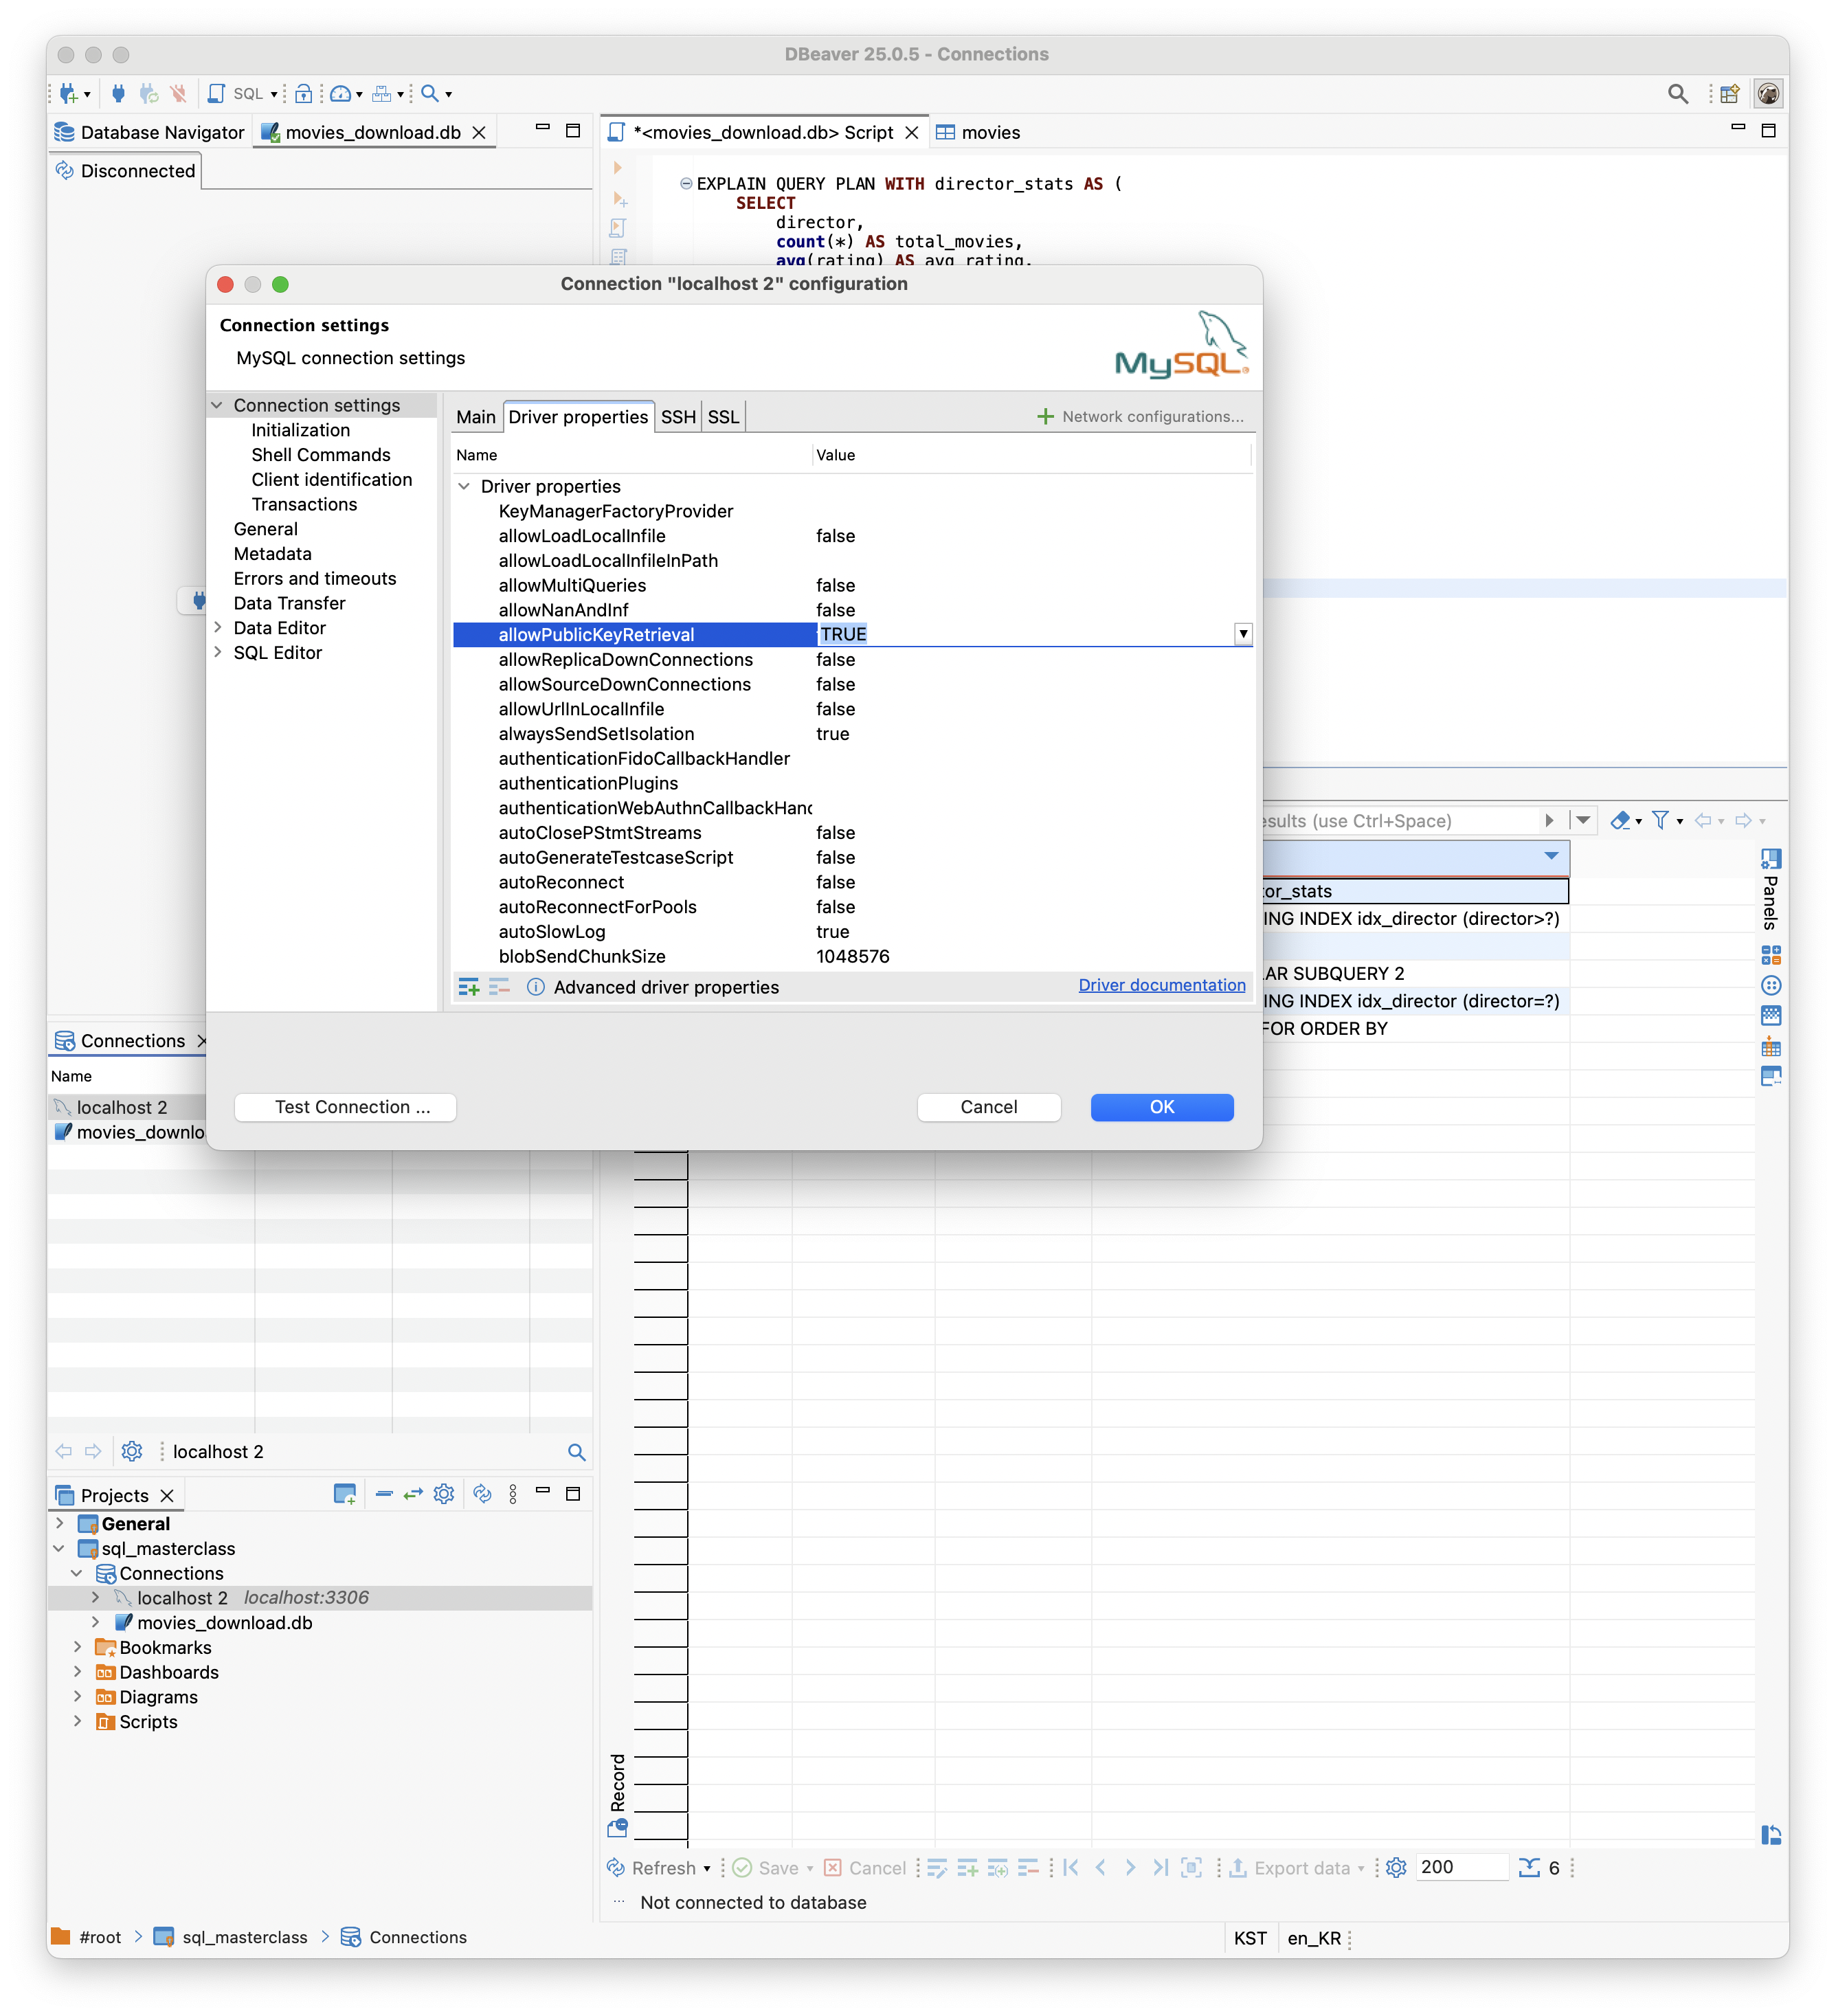 DBeaver 25.0.5 - Connections
SQL
Database Navigator
movies_download.db
*<movies_download.db> Script
movies
Disconnected
EXPLAIN QUERY PLAN WITH director_stats AS (
SELECT
director,
count(*) AS total_movies,
avg(rating) AS avg_rating,
Connection "localhost 2" configuration
Connection settings
MySQL connection settings
MySQL
Connection settings
Initialization
Shell Commands
Client identification
Transactions
General
Metadata
Errors and timeouts
Data Transfer
Data Editor
SQL Editor
Main
Driver properties
SSH
SSL
Network configurations...
Name Value
Driver properties
KeyManagerFactoryProvider
allowLoadLocalInfile false
allowLoadLocalInfileInPath
allowMultiQueries false
allowNanAndInf false
allowPublicKeyRetrieval TRUE
allowReplicaDownConnections false
allowSourceDownConnections false
allowUrlInLocalInfile false
alwaysSendSetIsolation true
authenticationFidoCallbackHandler
authenticationPlugins
authenticationWebAuthnCallbackHand
autoClosePStmtStreams false
autoGenerateTestcaseScript false
autoReconnect false
autoReconnectForPools false
autoSlowLog true
blobSendChunkSize 1048576
Advanced driver properties
Driver documentation
Test Connection ...
Cancel
OK
esults (use Ctrl+Space)
tor_stats
ING INDEX idx_director (director>?)
AR SUBQUERY 2
ING INDEX idx_director (director=?)
FOR ORDER BY
Panels
Connections
Name
localhost 2
movies_downlo
localhost 2
Projects
General
sql_masterclass
Connections
localhost 2 localhost:3306
movies_download.db
Bookmarks
Dashboards
Diagrams
Scripts
Record
Refresh
Save
Cancel
Export data
200
6
Not connected to database
#root
sql_masterclass
Connections
KST
en_KR